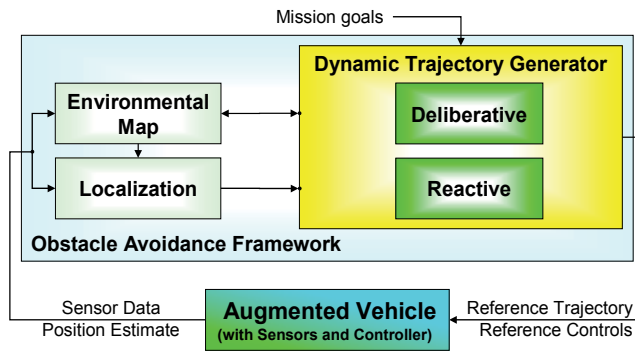 Mission goals
Dynamic Trajectory Generator
Environmental
Map
Deliberative
Localization
Reactive
Obstacle Avoidance Framework
Sensor Data
Position Estimate
Augmented Vehicle
(with Sensors and Controller)
Reference Trajectory
Reference Controls